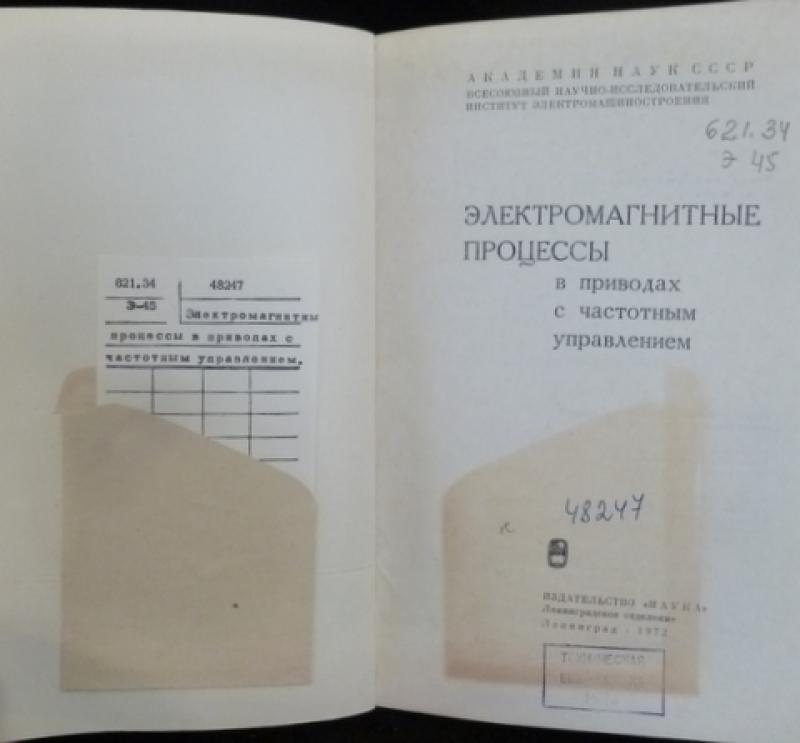 621.34
48247
Э-45
Электромагнитны
процессы в приводах с
частотным управлением.
АКАДЕМИЯ НАУК СССР
ВСЕСОЮЗНЫЙ НАУЧНО-ИССЛЕДОВАТЕЛЬСКИЙ
ИНСТИТУТ ЭЛЕКТРОМАШИНОСТРОЕНИЯ
621.34
Э 45
ЭЛЕКТРОМАГНИТНЫЕ
ПРОЦЕССЫ
в приводах
с частотным
управлением
48247
ИЗДАТЕЛЬСТВО «НАУКА»
Ленинградское отделение
Ленинград · 1972
ТЕХНИЧЕСКАЯ